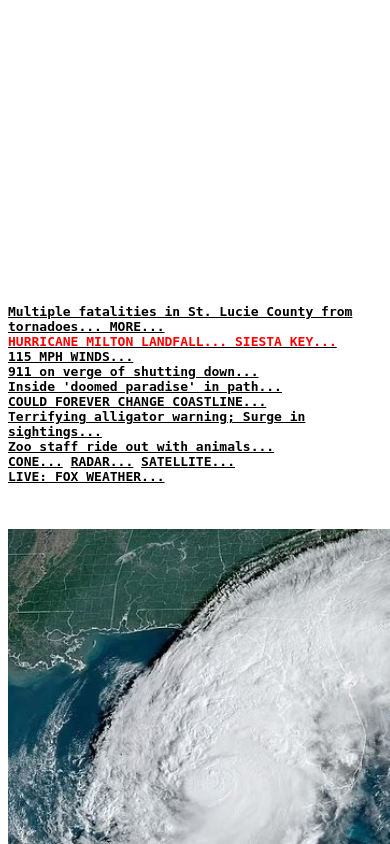 Multiple fatalities in St. Lucie County from
tornadoes... MORE...
HURRICANE MILTON LANDFALL... SIESTA KEY...
115 MPH WINDS...
911 on verge of shutting down...
Inside 'doomed paradise' in path...
COULD FOREVER CHANGE COASTLINE...
Terrifying alligator warning; Surge in
sightings...
Zoo staff ride out with animals...
CONE... RADAR... SATELLITE...
LIVE: FOX WEATHER...